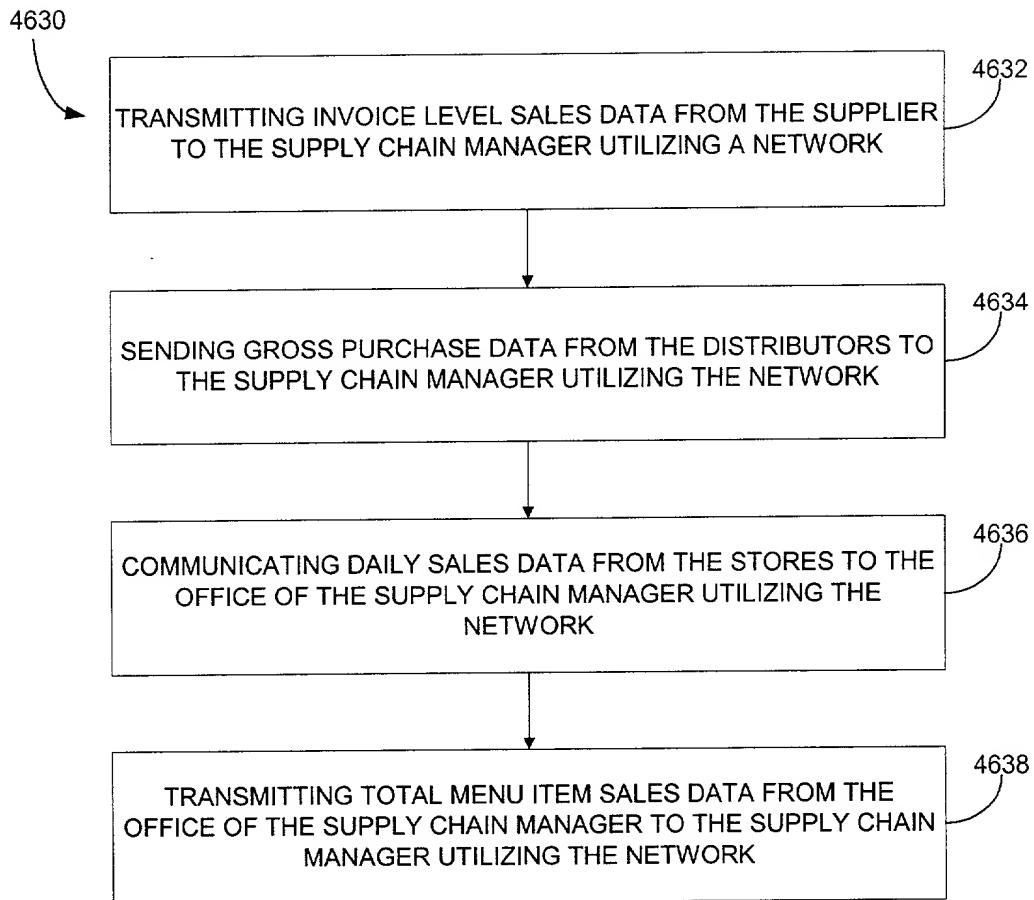 4630
4632
TRANSMITTING INVOICE LEVEL SALES DATA FROM THE SUPPLIER
TO THE SUPPLY CHAIN MANAGER UTILIZING A NETWORK
4634
SENDING GROSS PURCHASE DATA FROM THE DISTRIBUTORS TO
THE SUPPLY CHAIN MANAGER UTILIZING THE NETWORK
4636
COMMUNICATING DAILY SALES DATA FROM THE STORES TO THE
OFFICE OF THE SUPPLY CHAIN MANAGER UTILIZING THE
NETWORK
4638
TRANSMITTING TOTAL MENU ITEM SALES DATA FROM THE
OFFICE OF THE SUPPLY CHAIN MANAGER TO THE SUPPLY CHAIN
MANAGER UTILIZING THE NETWORK